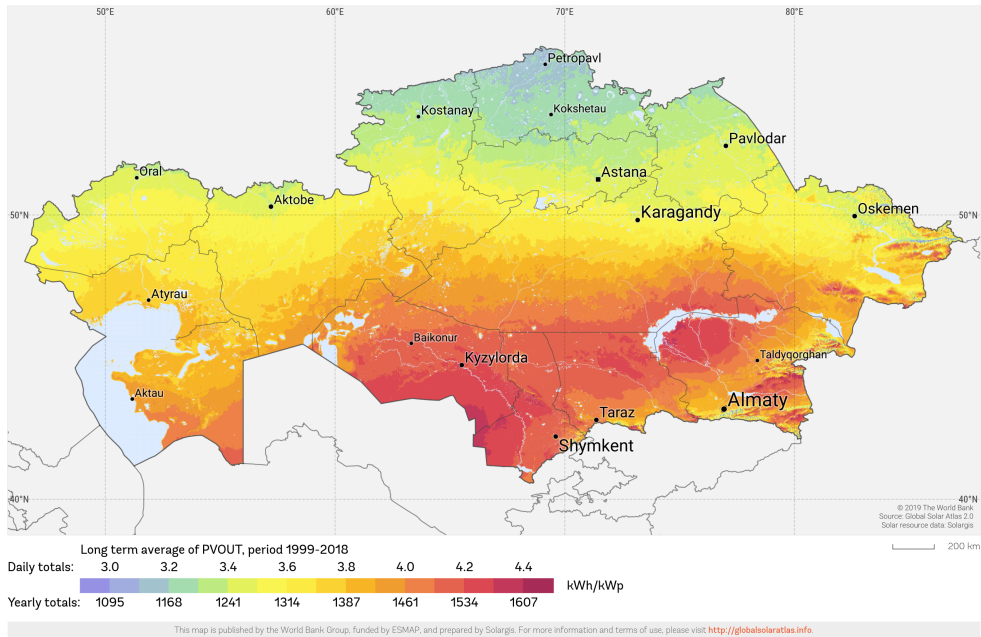 50°E 60°E 70°E 80°E
Petropavl
Kostanay
Kokshetau
Pavlodar
Oral
Astana
Aktobe
Karagandy
Oskemen
50°N 50°N
Atyrau
Baikonur
Kyzylorda
Taldyqorghan
Aktau
Almaty
Taraz
Shymkent
40°N 40°N
© 2019 The World Bank
Source: Global Solar Atlas 2.0
Solar resource data: Solargis
200 km
Long term average of PVOUT, period 1999-2018
Daily totals: 3.0 3.2 3.4 3.6 3.8 4.0 4.2 4.4
kWh/kWp
Yearly totals: 1095 1168 1241 1314 1387 1461 1534 1607
This map is published by the World Bank Group, funded by ESMAP, and prepared by Solargis. For more information and terms of use, please visit http://globalsolaratlas.info.